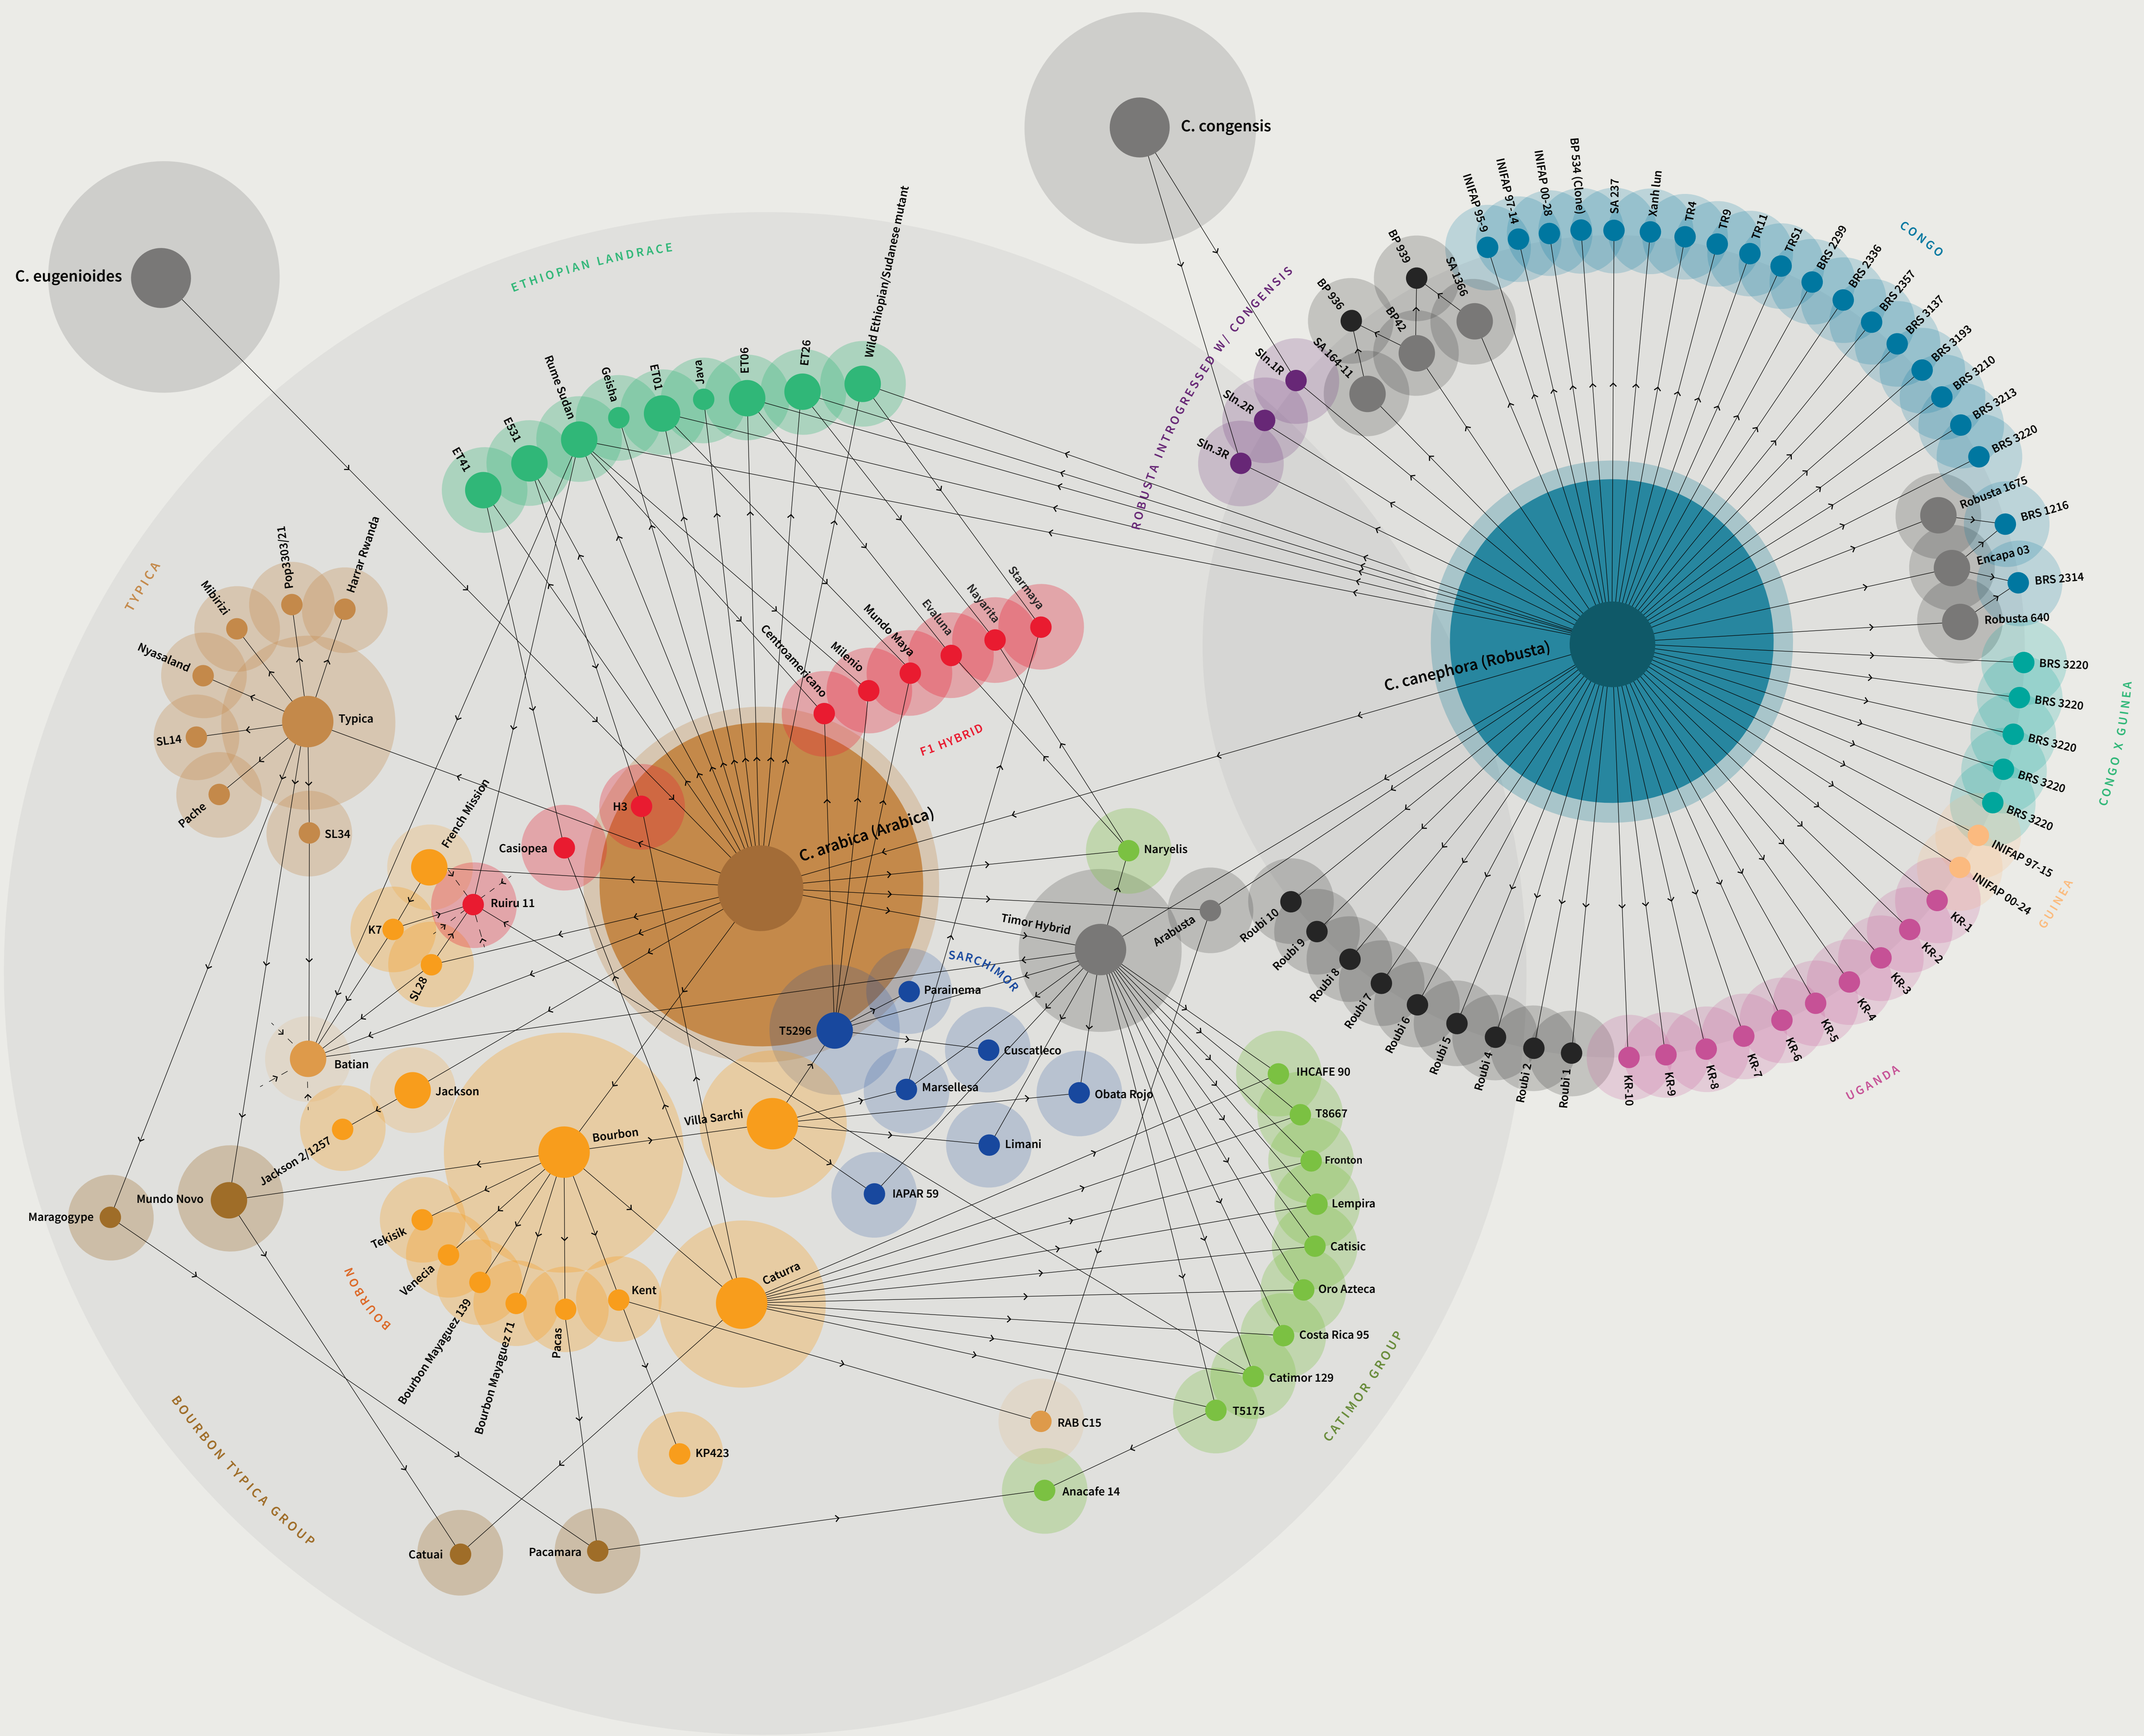 C. congensis
C. eugenioides
ETHIOPIAN LANDRACE
ET41
E531
Rume Sudan
Geisha
ET01
Java
ET06
ET26
Wild Ethiopian/Sudanese mutant
ROBUSTA INTROGRESSED W/ CONGENSIS
Sln.1R
Sln.2R
Sln.3R
SA 164-11
BP 936
BP42
BP 939
SA 1366
INIFAP 95-9
INIFAP 97-14
INIFAP 00-28
BP 534 (Clone)
SA 237
Xanh lun
TR4
TR9
TR11
TRS1
BRS 2299
BRS 2336
BRS 2357
BRS 3137
BRS 3193
BRS 3210
BRS 3213
BRS 3220
CONGO
Robusta 1675
BRS 1216
Encapa 03
BRS 2314
Robusta 640
BRS 3220
BRS 3220
BRS 3220
BRS 3220
BRS 3220
CONGO X GUINEA
INIFAP 97-15
INIFAP 00-24
GUINEA
KR-1
KR-2
KR-3
KR-4
KR-5
KR-6
KR-7
KR-8
KR-9
KR-10
UGANDA
Roubi 1
Roubi 2
Roubi 4
Roubi 5
Roubi 6
Roubi 7
Roubi 8
Roubi 9
Roubi 10
C. canephora (Robusta)
TYPICA
Harrar Rwanda
Pop3303/21
Mibirizi
Nyasaland
SL14
Pache
Typica
SL34
Centroamericano
Milenio
Mundo Maya
Evaluna
Nayarita
Starmaya
F1 HYBRID
H3
Casiopea
C. arabica (Arabica)
French Mission
Ruiru 11
K7
SL28
Batian
Jackson
Jackson 2/1257
Naryelis
Timor Hybrid
Arabusta
SARCHIMOR
Parainema
T5296
Cuscatleco
Marsellesa
Obata Rojo
Villa Sarchi
Limani
IAPAR 59
Bourbon
Mundo Novo
Maragogype
Tekisik
Venecia
Bourbon Mayaguez 139
Bourbon Mayaguez 71
Pacas
Kent
Caturra
BOURBON
KP423
IHCAFE 90
T8667
Fronton
Lempira
Catisic
Oro Azteca
Costa Rica 95
Catimor 129
T5175
CATIMOR GROUP
RAB C15
Anacafe 14
BOURBON TYPICA GROUP
Catuai
Pacamara